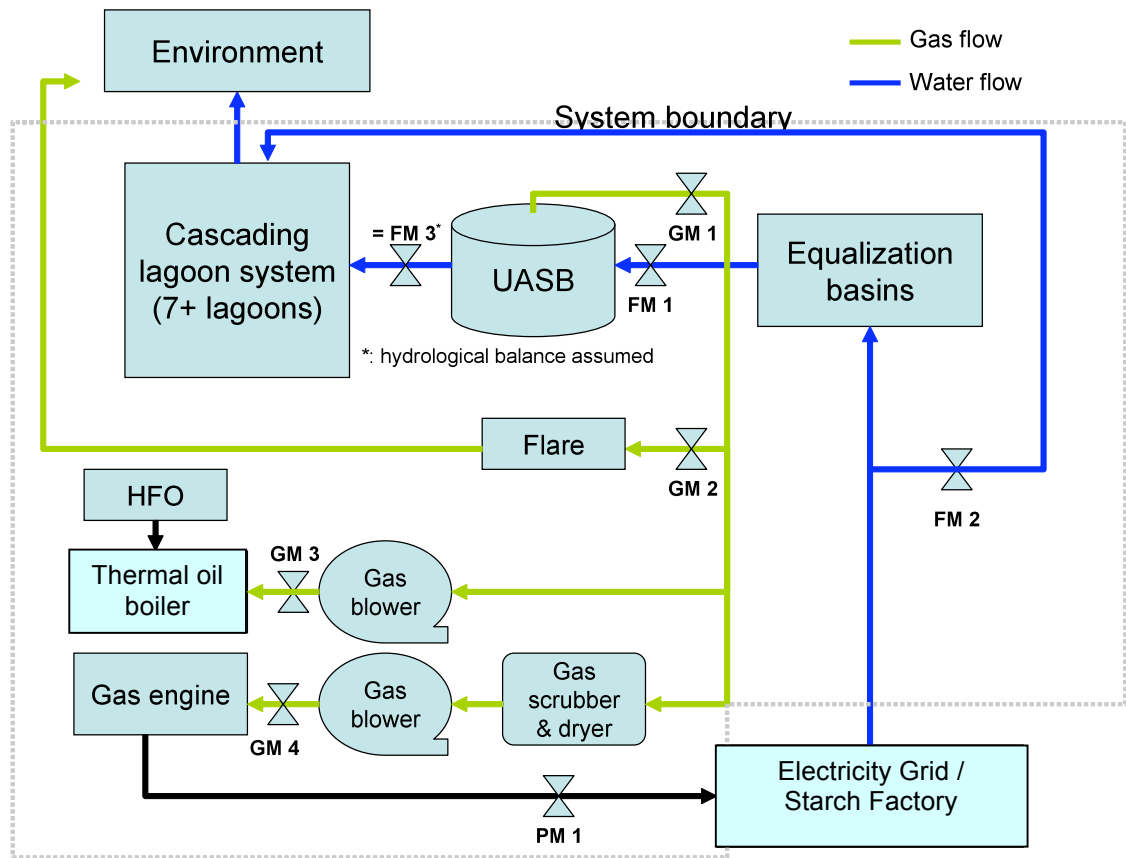 Environment
Gas flow
Water flow
System boundary
Cascading
lagoon system
(7+ lagoons)
= FM 3*
UASB
GM 1
FM 1
Equalization
basins
*: hydrological balance assumed
Flare
GM 2
FM 2
HFO
Thermal oil
boiler
GM 3
Gas
blower
Gas engine
GM 4
Gas
blower
Gas
scrubber
& dryer
PM 1
Electricity Grid /
Starch Factory